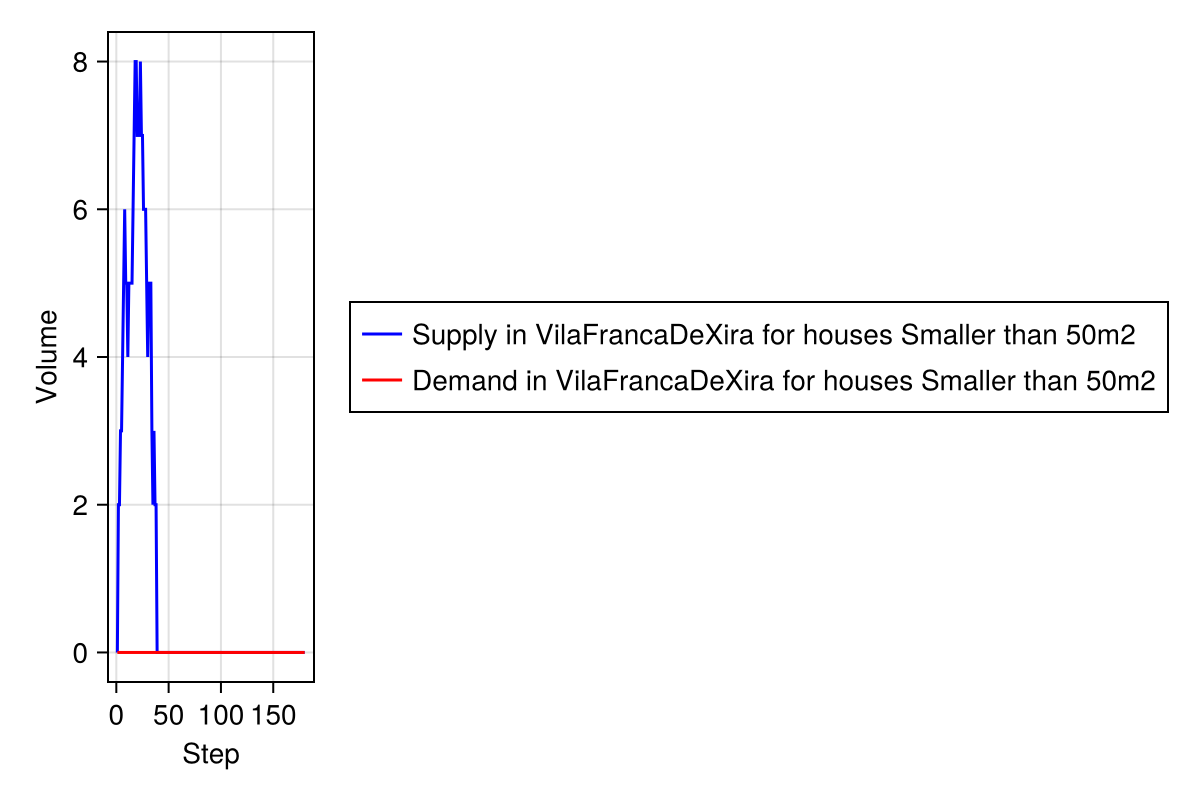 8
6
4
2
0
Volume
0 50 100 150
Step
Supply in VilaFrancaDeXira for houses Smaller than 50m2
Demand in VilaFrancaDeXira for houses Smaller than 50m2